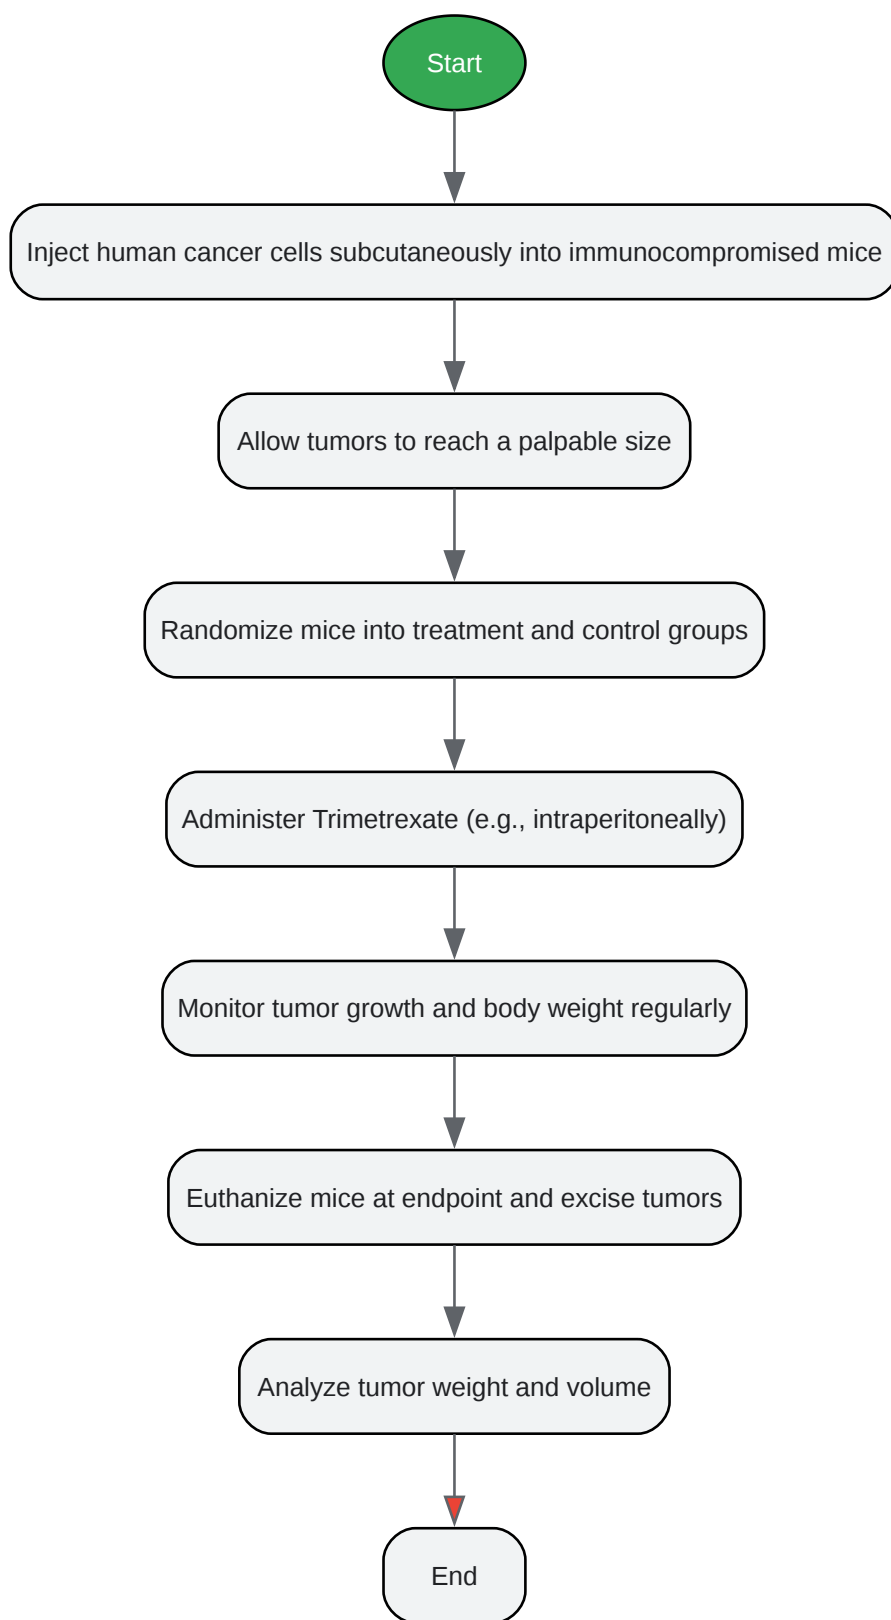 Start
Inject human cancer cells subcutaneously into immunocompromised mice
Allow tumors to reach a palpable size
Randomize mice into treatment and control groups
Administer Trimetrexate (e.g., intraperitoneally)
Monitor tumor growth and body weight regularly
Euthanize mice at endpoint and excise tumors
Analyze tumor weight and volume
End